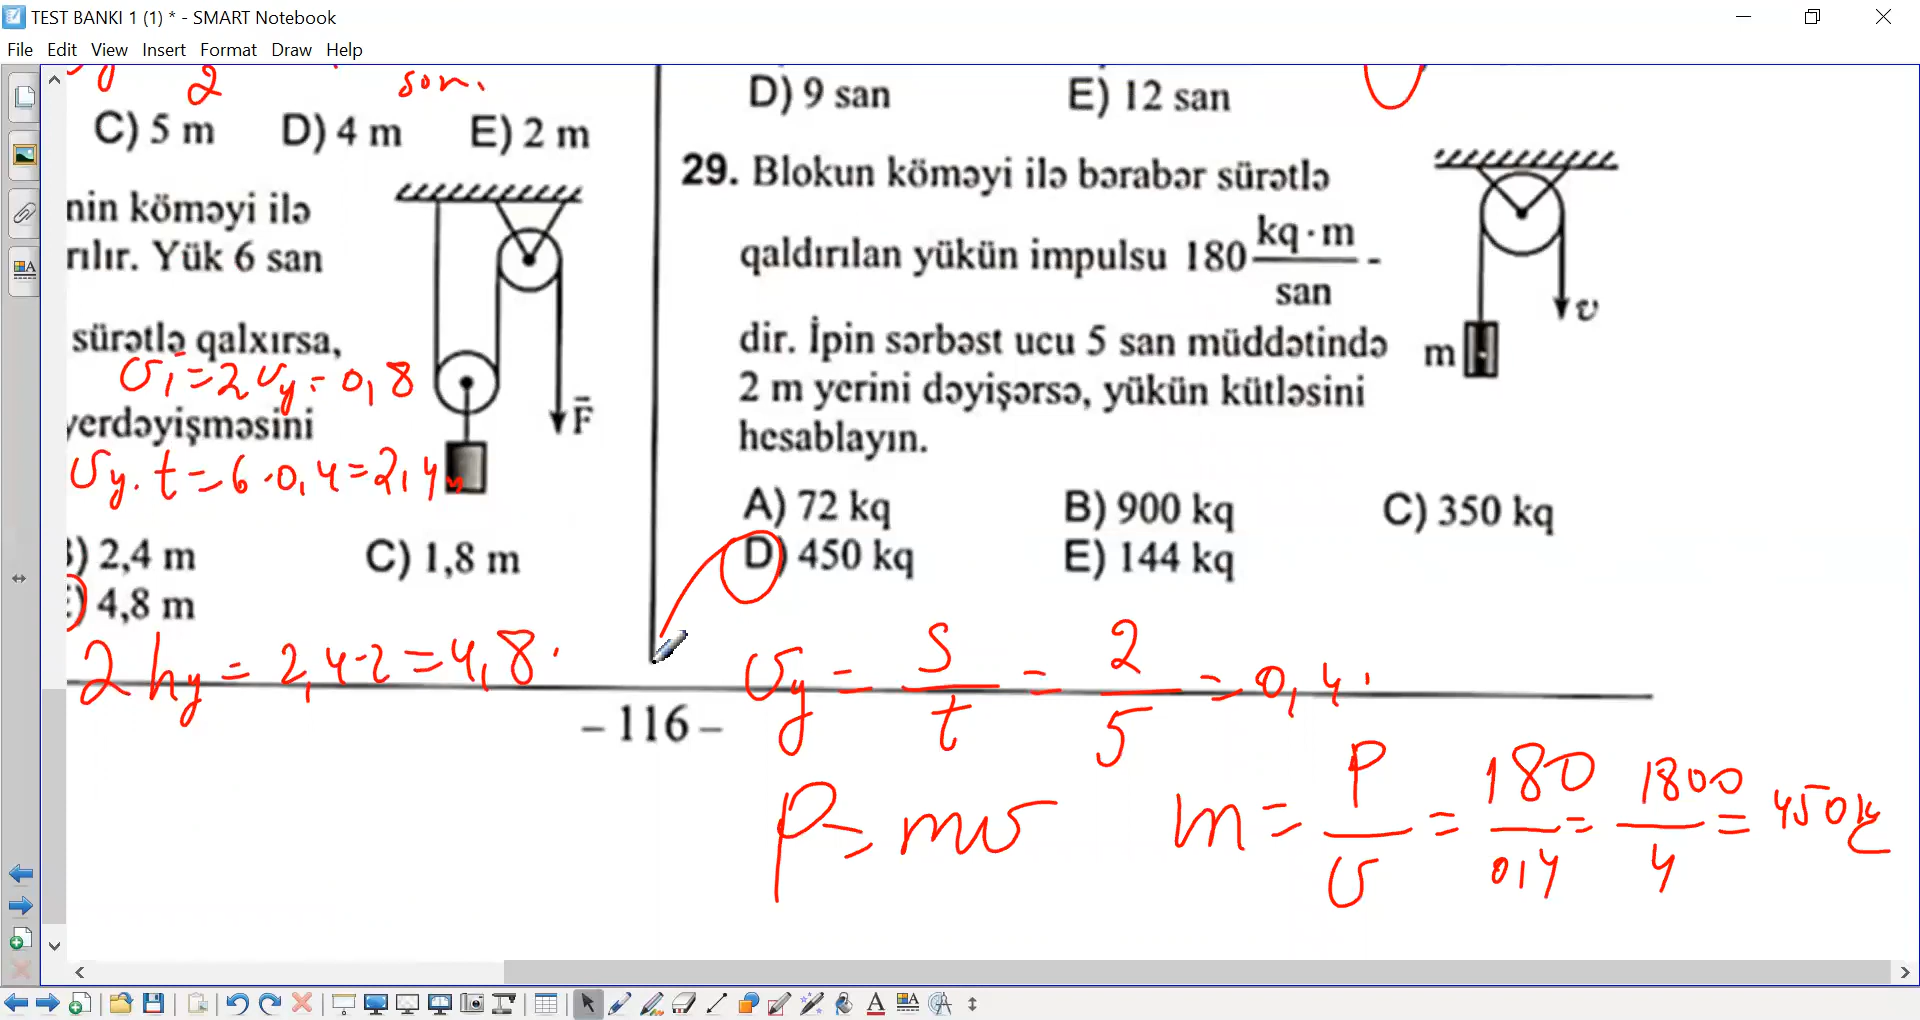 TEST BANKI 1 (1) * - SMART Notebook
File Edit View Insert Format Draw Help
2 son.
C) 5 m D) 4 m E) 2 m
nin köməyi ilə
rılır. Yük 6 san
sürətlə qalxırsa,
υi = 2υy = 0,8
yerdəyişməsini
υy · t = 6 · 0,4 = 2,4
F
) 2,4 m C) 1,8 m
) 4,8 m
2hy = 2,4 · 2 = 4,8 .
D) 9 san E) 12 san
29. Blokun köməyi ilə bərabər sürətlə
qaldırılan yükün impulsu 180 kq · m / san -
dir. İpin sərbəst ucu 5 san müddətində
2 m yerini dəyişərsə, yükün kütləsini
hesablayın.
υ
m
A) 72 kq B) 900 kq C) 350 kq
D) 450 kq E) 144 kq
υy = S / t = 2 / 5 = 0,4 .
– 116 –
P = mυ m = P / υ = 180 / 0,4 = 1800 / 4 = 450